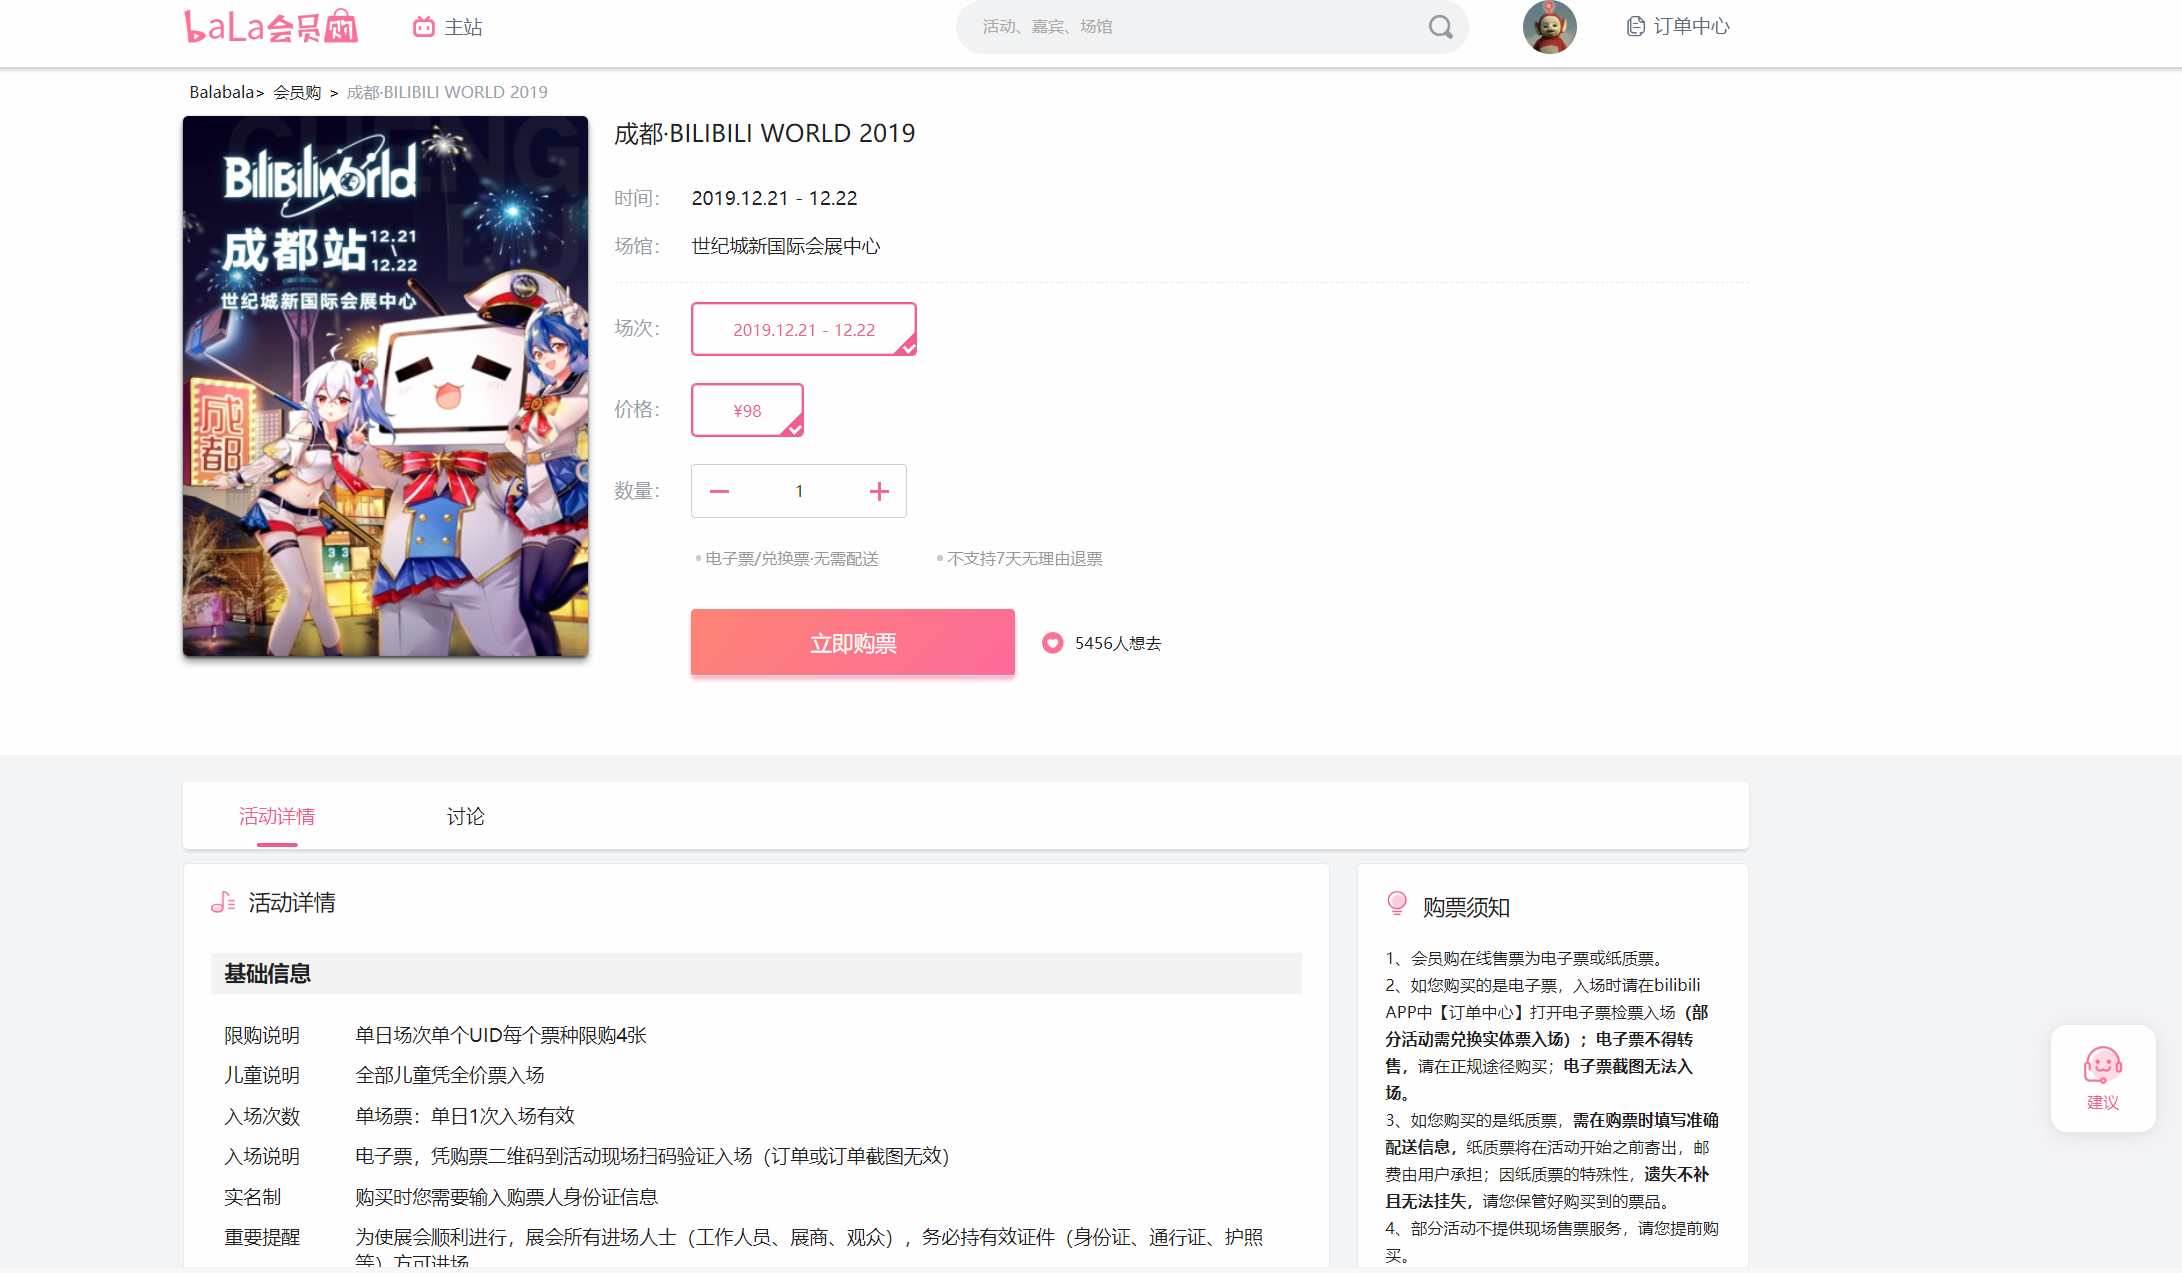 baLa会员购
主站
活动、嘉宾、场馆
订单中心
Balabala> 会员购 > 成都·BILIBILI WORLD 2019
CHENG
DU
BiliBiliWorld
成都站
12.21
12.22
世纪城新国际会展中心
成都
成都·BILIBILI WORLD 2019
时间： 2019.12.21 - 12.22
场馆： 世纪城新国际会展中心
场次： 2019.12.21 - 12.22
价格： ¥98
数量： 1
电子票/兑换票·无需配送 不支持7天无理由退票
立即购票 5456人想去
活动详情 讨论
活动详情
基础信息
限购说明 单日场次单个UID每个票种限购4张
儿童说明 全部儿童凭全价票入场
入场次数 单场票：单日1次入场有效
入场说明 电子票，凭购票二维码到活动现场扫码验证入场（订单或订单截图无效）
实名制 购买时您需要输入购票人身份证信息
重要提醒 为使展会顺利进行，展会所有进场人士（工作人员、展商、观众），务必持有效证件（身份证、通行证、护照
等）方可进场
购票须知
1、会员购在线售票为电子票或纸质票。
2、如您购买的是电子票，入场时请在bilibili
APP中【订单中心】打开电子票检票入场（部
分活动需兑换实体票入场）；电子票不得转
售，请在正规途径购买；电子票截图无法入
场。
3、如您购买的是纸质票，需在购票时填写准确
配送信息，纸质票将在活动开始之前寄出，邮
费由用户承担；因纸质票的特殊性，遗失不补
且无法挂失，请您保管好购买到的票品。
4、部分活动不提供现场售票服务，请您提前购
买。
建议